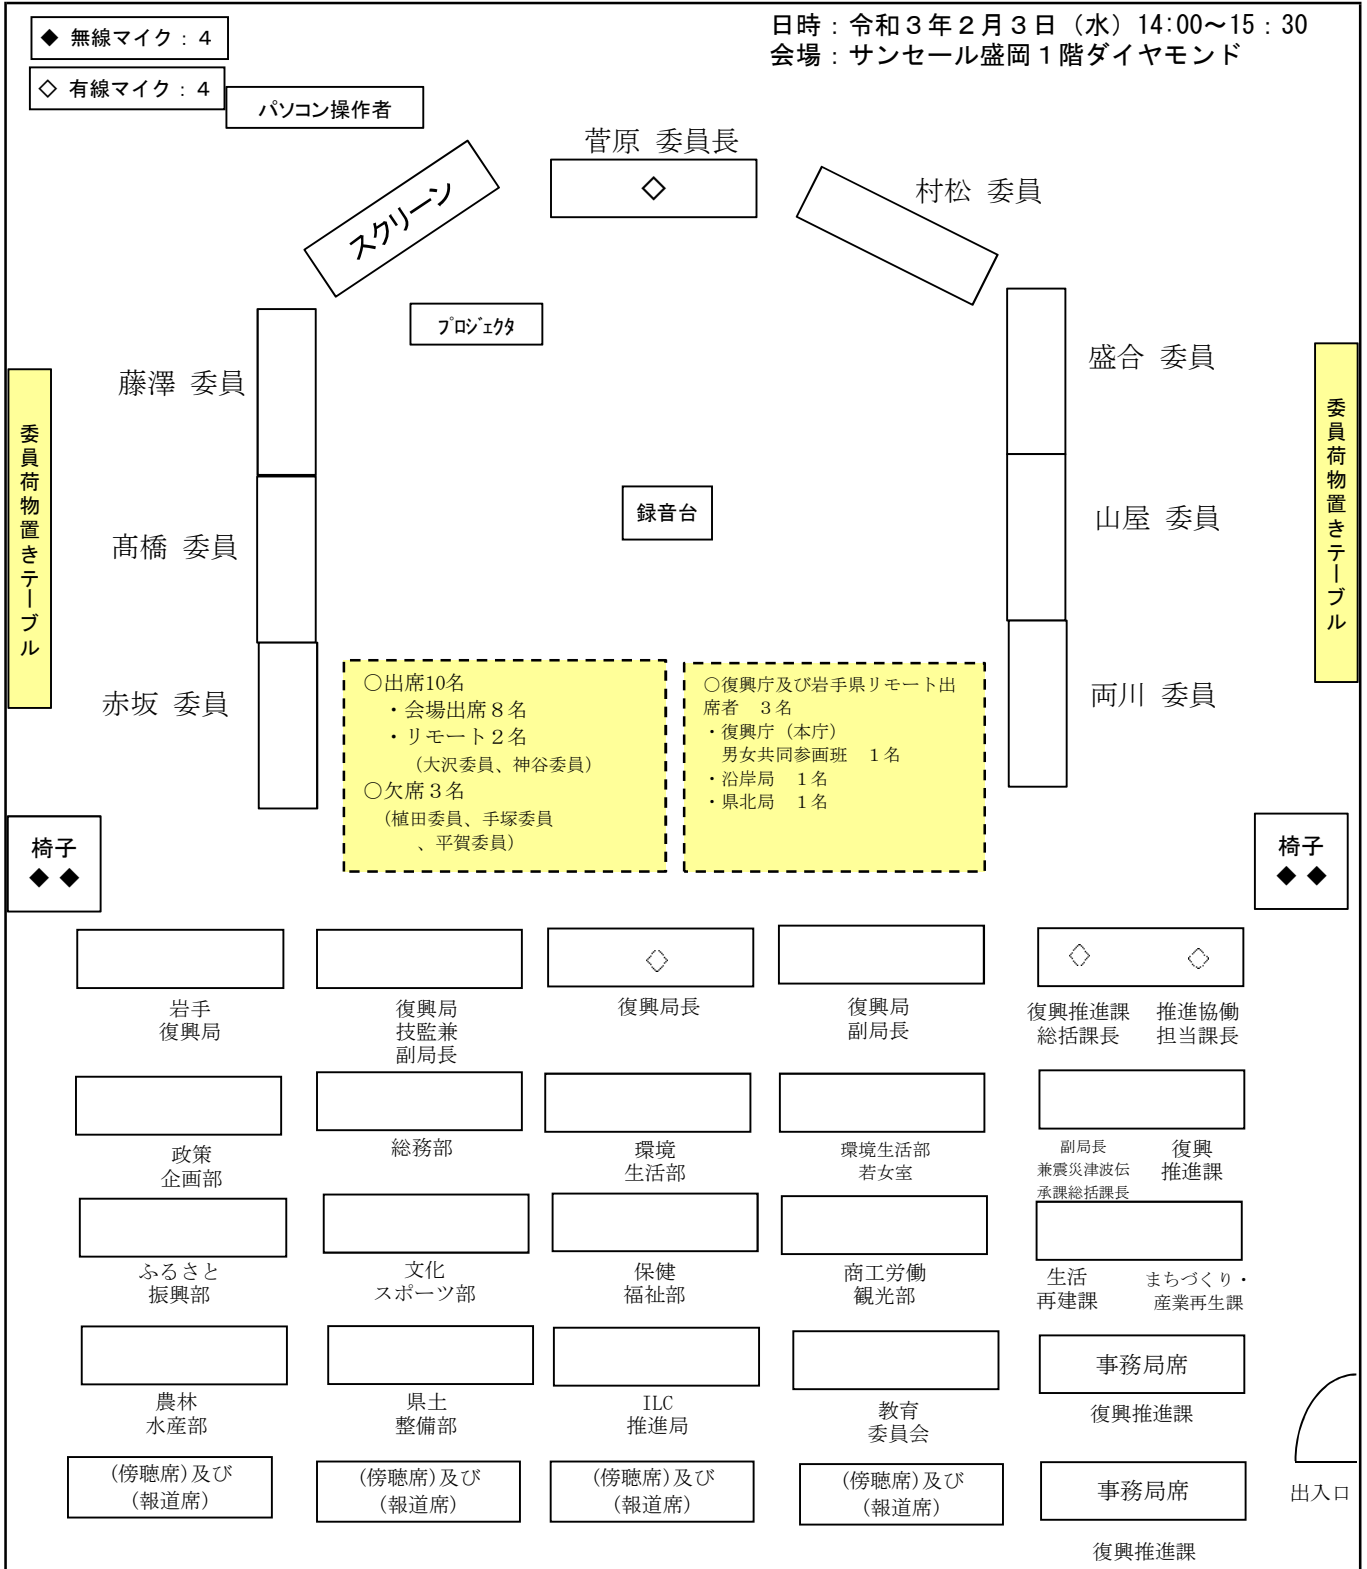 ◆ 無線マイク：４
◇ 有線マイク：４
日時：令和３年２月３日（水）14:00～15：30
会場：サンセール盛岡１階ダイヤモンド
パソコン操作者
菅原 委員長
◇
村松 委員
スクリーン
プロジェクタ
藤澤 委員
盛合 委員
委員荷物置きテーブル
委員荷物置きテーブル
録音台
髙橋 委員
山屋 委員
赤坂 委員
両川 委員
○出席10名
・会場出席８名
・リモート２名
（大沢委員、神谷委員）
○欠席３名
（植田委員、手塚委員
、平賀委員）
○復興庁及び岩手県リモート出
席者　３名
・復興庁（本庁）
男女共同参画班　１名
・沿岸局　１名
・県北局　１名
椅子
◆ ◆
椅子
◆ ◆
◇
◇ ◇
岩手
復興局
復興局
技監兼
副局長
復興局長
復興局
副局長
復興推進課
総括課長
推進協働
担当課長
政策
企画部
総務部
環境
生活部
環境生活部
若女室
副局長
兼震災津波伝
承課総括課長
復興
推進課
ふるさと
振興部
文化
スポーツ部
保健
福祉部
商工労働
観光部
生活
再建課
まちづくり・
産業再生課
農林
水産部
県土
整備部
ILC
推進局
教育
委員会
事務局席
復興推進課
(傍聴席)及び
(報道席)
(傍聴席)及び
(報道席)
(傍聴席)及び
(報道席)
(傍聴席)及び
(報道席)
事務局席
復興推進課
出入口